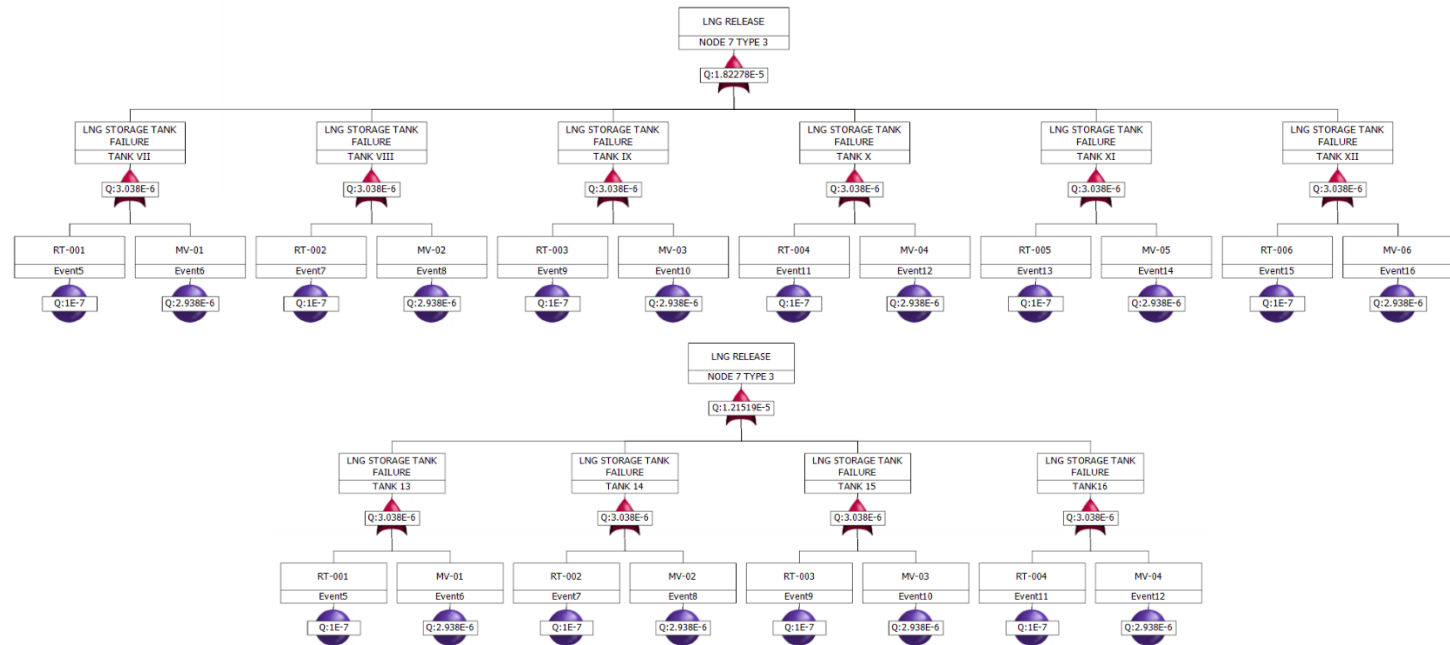 LNG RELEASE
NODE 7 TYPE 3
Q:1.82278E-5
LNG STORAGE TANK
FAILURE
TANK VII
Q:3.038E-6
LNG STORAGE TANK
FAILURE
TANK VIII
Q:3.038E-6
LNG STORAGE TANK
FAILURE
TANK IX
Q:3.038E-6
LNG STORAGE TANK
FAILURE
TANK X
Q:3.038E-6
LNG STORAGE TANK
FAILURE
TANK XI
Q:3.038E-6
LNG STORAGE TANK
FAILURE
TANK XII
Q:3.038E-6
RT-001
Event5
Q:1E-7
MV-01
Event6
Q:2.938E-6
RT-002
Event7
Q:1E-7
MV-02
Event8
Q:2.938E-6
RT-003
Event9
Q:1E-7
MV-03
Event10
Q:2.938E-6
RT-004
Event11
Q:1E-7
MV-04
Event12
Q:2.938E-6
RT-005
Event13
Q:1E-7
MV-05
Event14
Q:2.938E-6
RT-006
Event15
Q:1E-7
MV-06
Event16
Q:2.938E-6
LNG RELEASE
NODE 7 TYPE 3
Q:1.21519E-5
LNG STORAGE TANK
FAILURE
TANK 13
Q:3.038E-6
LNG STORAGE TANK
FAILURE
TANK 14
Q:3.038E-6
LNG STORAGE TANK
FAILURE
TANK 15
Q:3.038E-6
LNG STORAGE TANK
FAILURE
TANK16
Q:3.038E-6
RT-001
Event5
Q:1E-7
MV-01
Event6
Q:2.938E-6
RT-002
Event7
Q:1E-7
MV-02
Event8
Q:2.938E-6
RT-003
Event9
Q:1E-7
MV-03
Event10
Q:2.938E-6
RT-004
Event11
Q:1E-7
MV-04
Event12
Q:2.938E-6